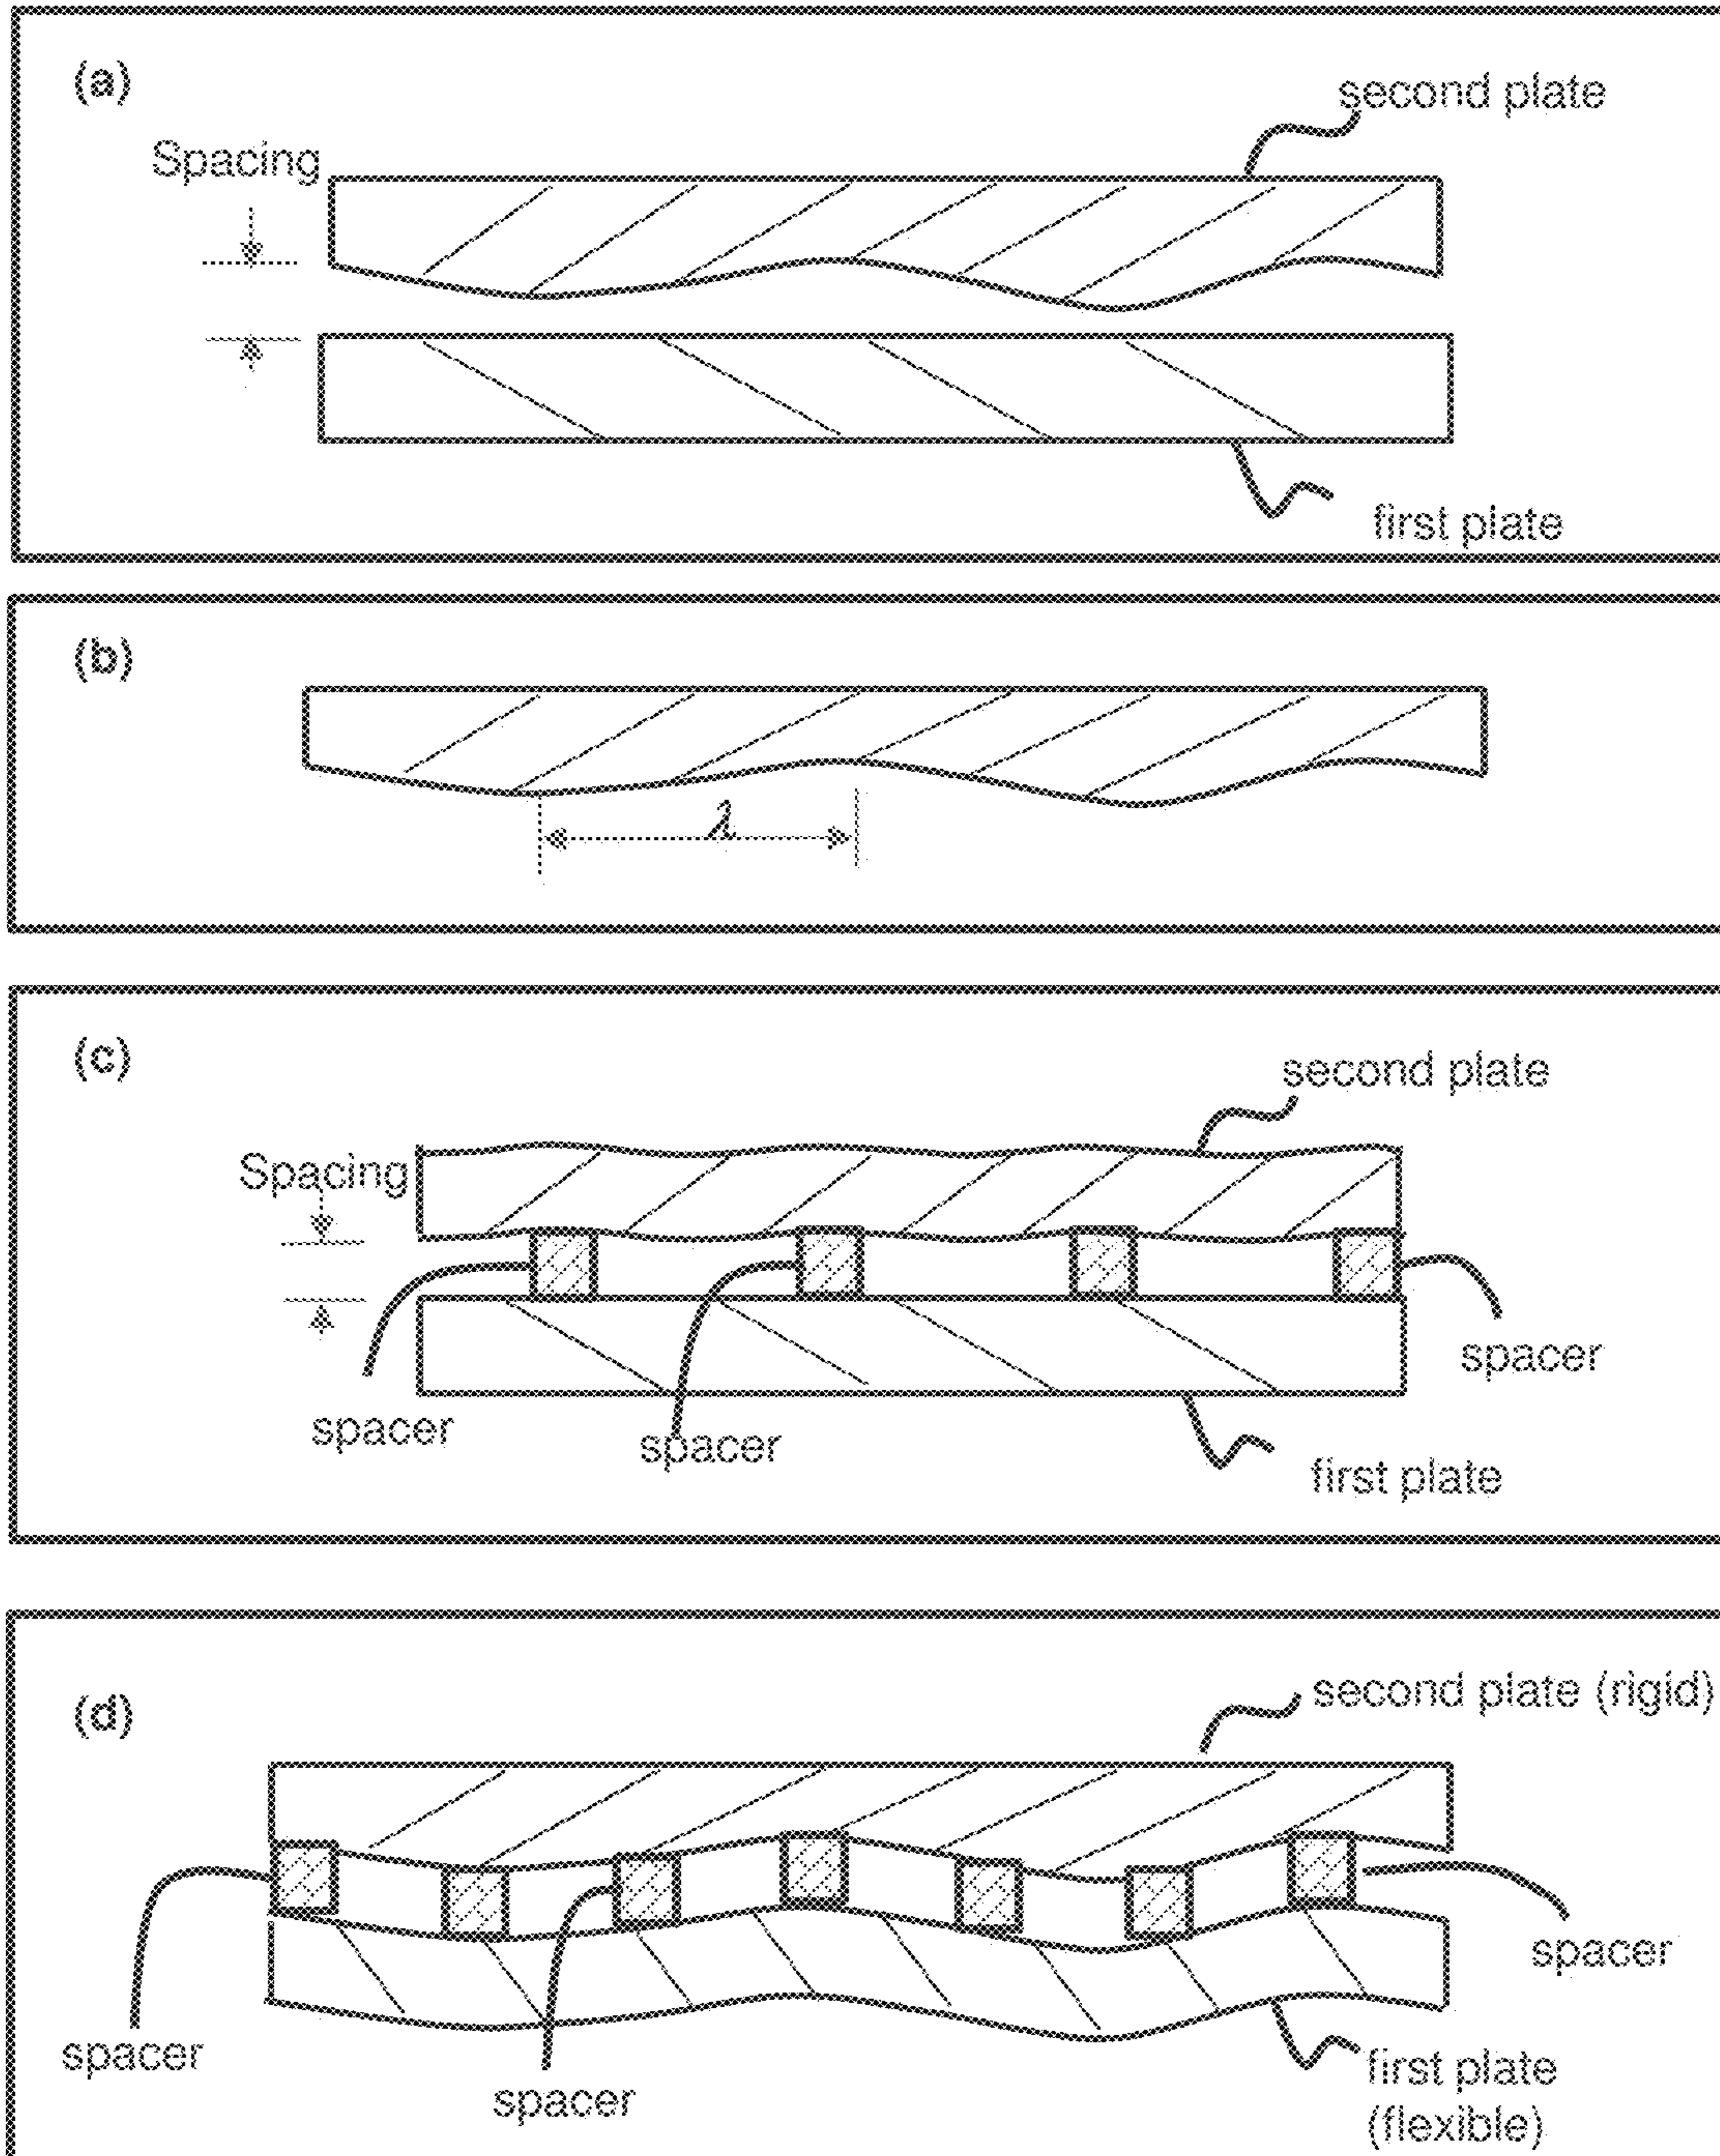 (a)
second plate
Spacing
first plate
(b)
λ
(c)
second plate
Spacing
spacer
spacer
spacer
first plate
(d)
second plate (rigid)
spacer
spacer
spacer
first plate
(flexible)